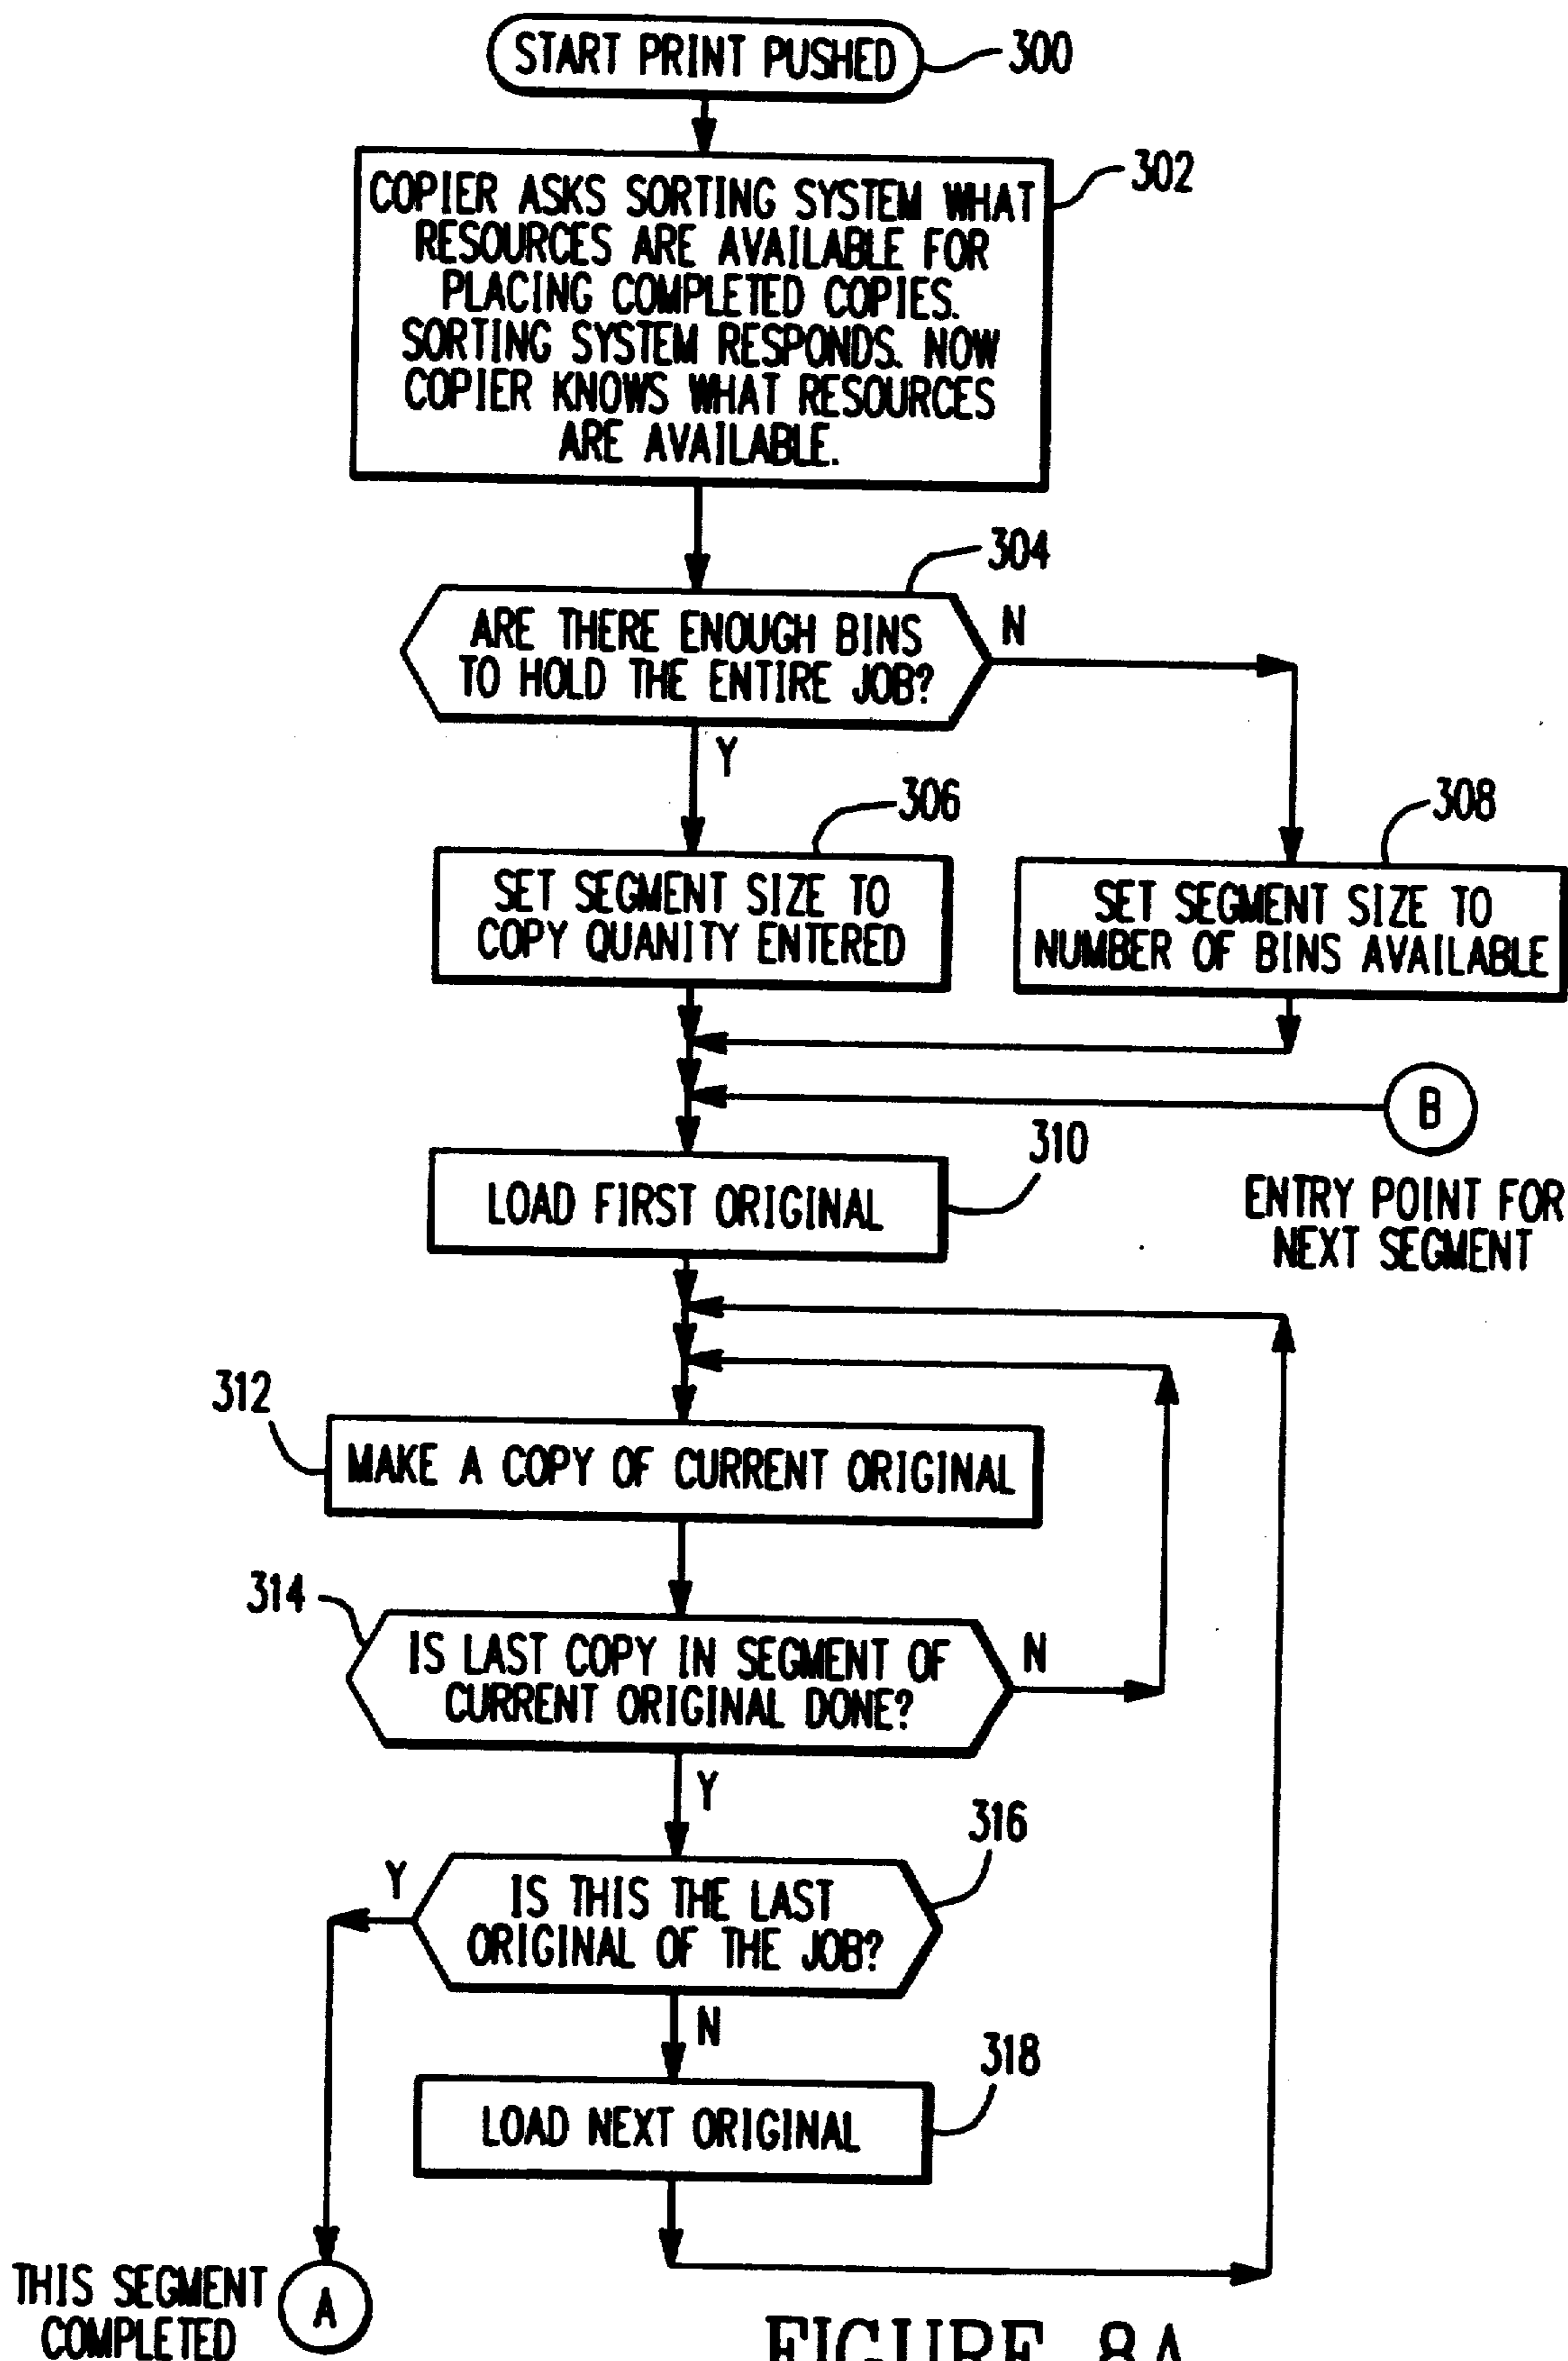 START PRINT PUSHED
300
302
COPIER ASKS SORTING SYSTEM WHAT
RESOURCES ARE AVAILABLE FOR
PLACING COMPLETED COPIES.
SORTING SYSTEM RESPONDS. NOW
COPIER KNOWS WHAT RESOURCES
ARE AVAILABLE.
304
ARE THERE ENOUGH BINS
TO HOLD THE ENTIRE JOB?
N
Y
306
308
SET SEGMENT SIZE TO
COPY QUANITY ENTERED
SET SEGMENT SIZE TO
NUMBER OF BINS AVAILABLE
B
ENTRY POINT FOR
NEXT SEGMENT
310
LOAD FIRST ORIGINAL
312
MAKE A COPY OF CURRENT ORIGINAL
314
IS LAST COPY IN SEGMENT OF
CURRENT ORIGINAL DONE?
N
Y
316
Y
IS THIS THE LAST
ORIGINAL OF THE JOB?
N
318
LOAD NEXT ORIGINAL
THIS SEGMENT
COMPLETED
A
FIGURE 8A